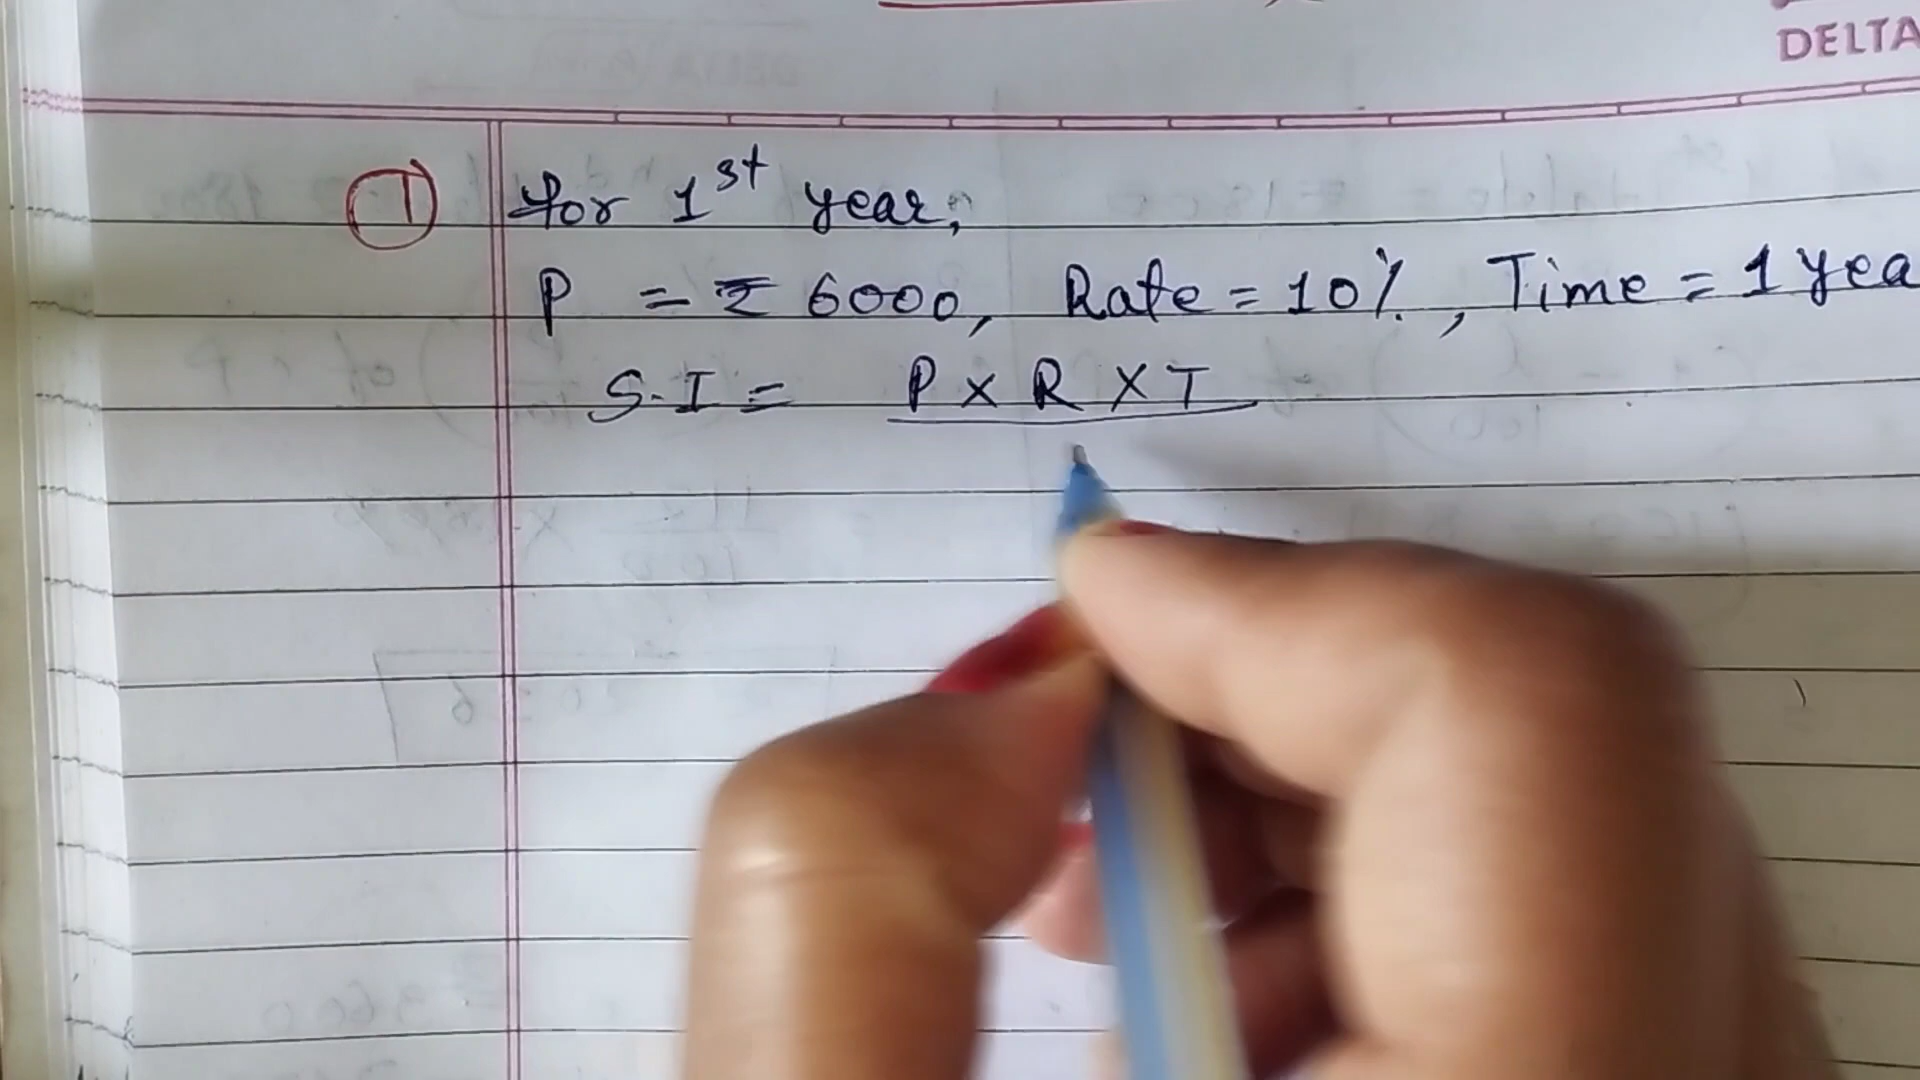 DELTA
1 for 1st year,
P = ₹ 6000, Rate = 10%, Time = 1 yea
S.I = P × R × T